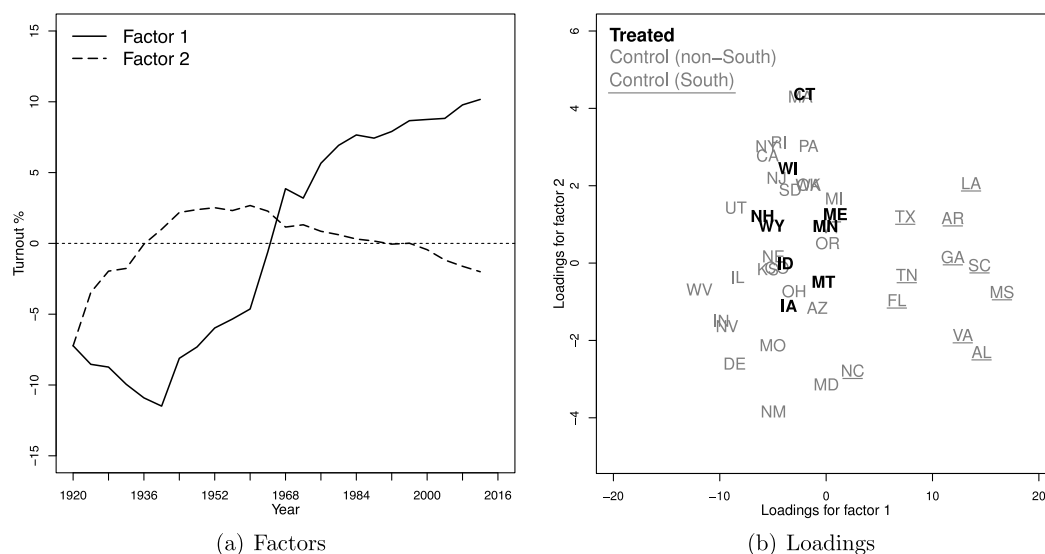 15
10
5
0
−5
−10
−15
Turnout %
Factor 1
Factor 2
1920 1936 1952 1968 1984 2000 2016
Year
(a) Factors
6
4
2
0
−2
−4
Loadings for factor 2
Treated
Control (non−South)
Control (South)
CT
MA
NY
RI
PA
CA
WI
NJ
SD
MI
LA
UT
NH
WY
ME
MN
TX
AR
OR
NE
KS
ID
GA
SC
IL
MT
TN
WV
OH
MS
IA
AZ
FL
IN
NV
MO
VA
DE
AL
NC
MD
NM
−20 −10 0 10 20
Loadings for factor 1
(b) Loadings